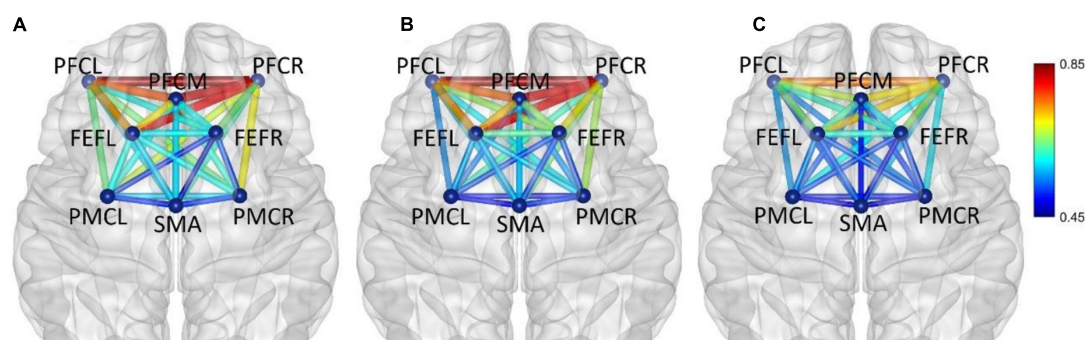 A
PFCL
PFCM
PFCR
FEFL
FEFR
PMCL
SMA
PMCR
B
PFCL
PFCM
PFCR
FEFL
FEFR
PMCL
SMA
PMCR
C
PFCL
PFCM
PFCR
FEFL
FEFR
PMCL
SMA
PMCR
0.85
0.45